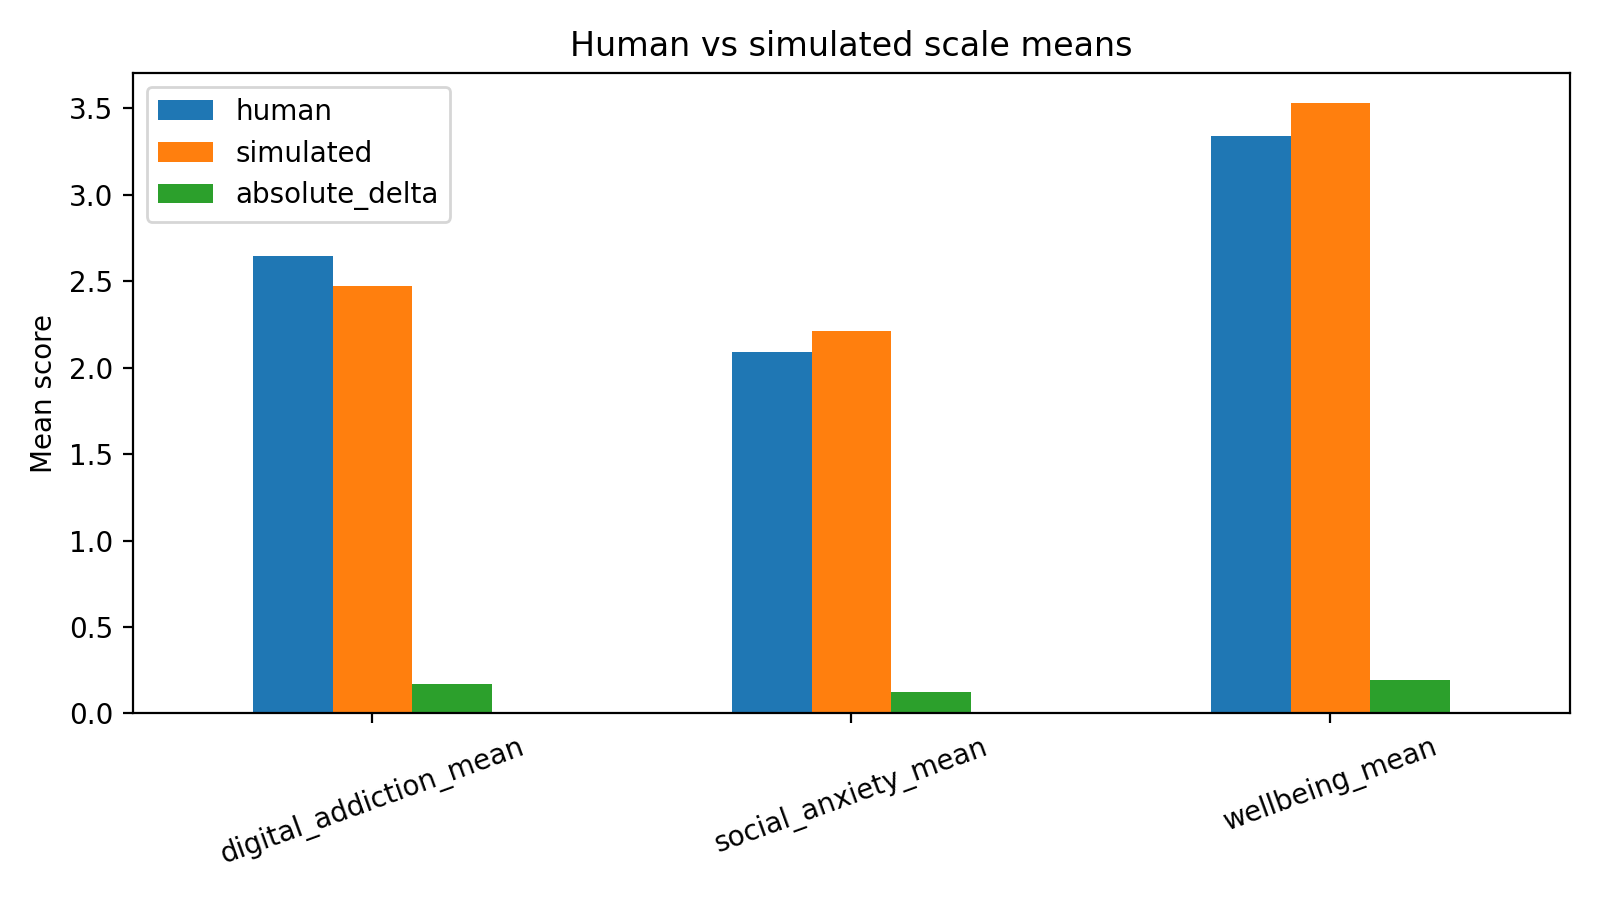 Human vs simulated scale means
human
simulated
absolute_delta
Mean score
3.5
3.0
2.5
2.0
1.5
1.0
0.5
0.0
digital_addiction_mean
social_anxiety_mean
wellbeing_mean